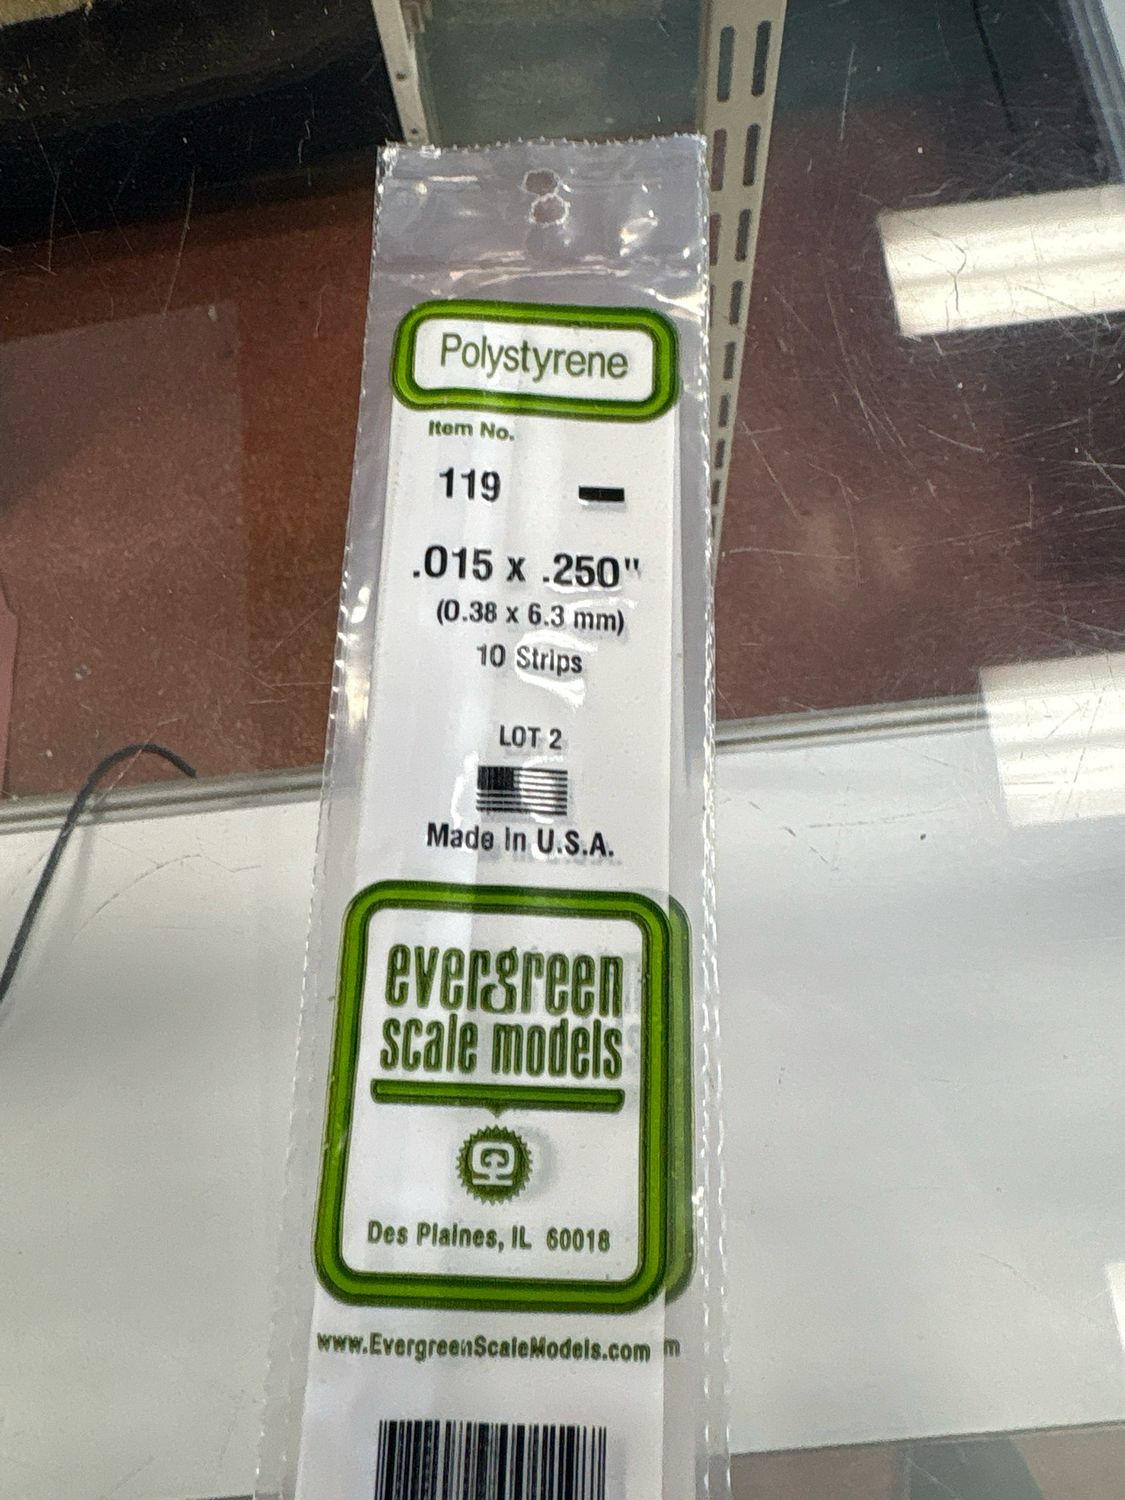 Polystyrene
Item No.
119
.015 x .250"
(0.38 x 6.3 mm)
10 Strips
LOT 2
Made In U.S.A.
evergreen
scale models
Des Plaines, IL 60018
www.EvergreenScaleModels.com